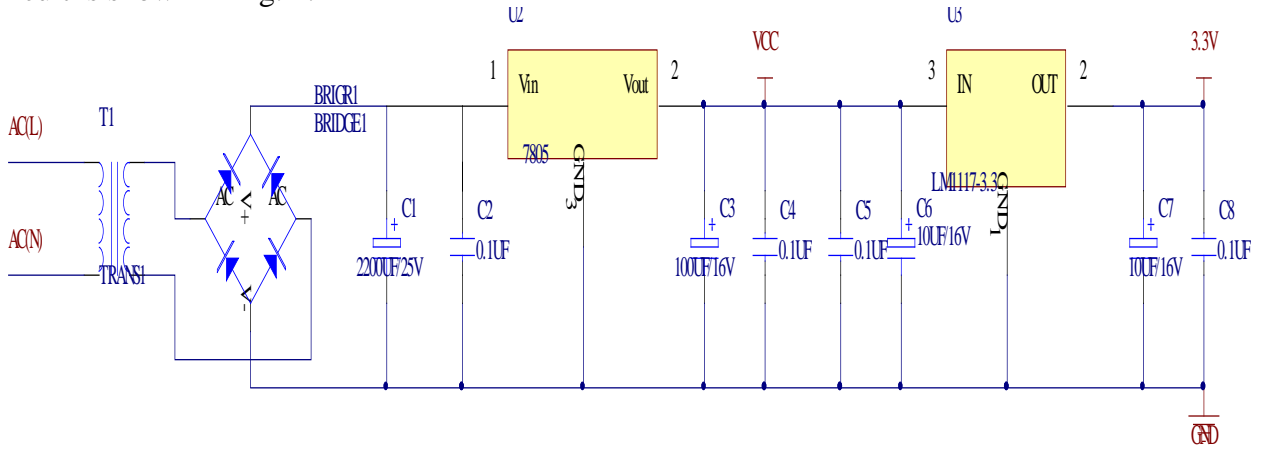 U2
U3
VCC
3.3V
1
Vin
Vout
2
3
IN
OUT
2
BRIGR1
BRIDGE1
T1
AC(L)
7805
GND
3
LM1117-3.3
GND
1
AC
V+
AC
C1
2200UF/25V
C2
0.1UF
C3
100UF/16V
C4
0.1UF
C5
0.1UF
C6
10UF/16V
C7
10UF/16V
C8
0.1UF
AC(N)
TRANS1
V-
GND